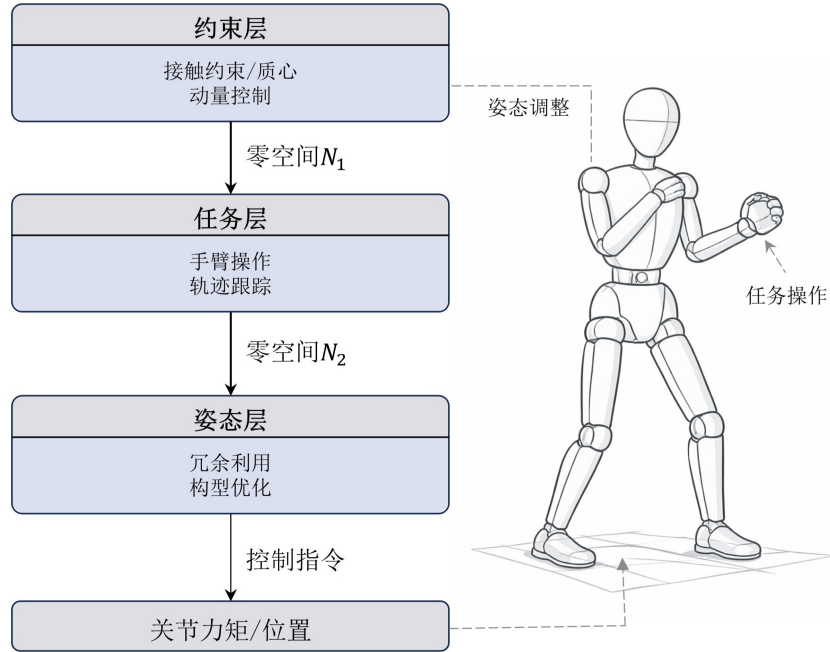 约束层
接触约束/质心
动量控制
姿态调整
零空间N₁
任务层
手臂操作
轨迹跟踪
任务操作
零空间N₂
姿态层
冗余利用
构型优化
控制指令
关节力矩/位置